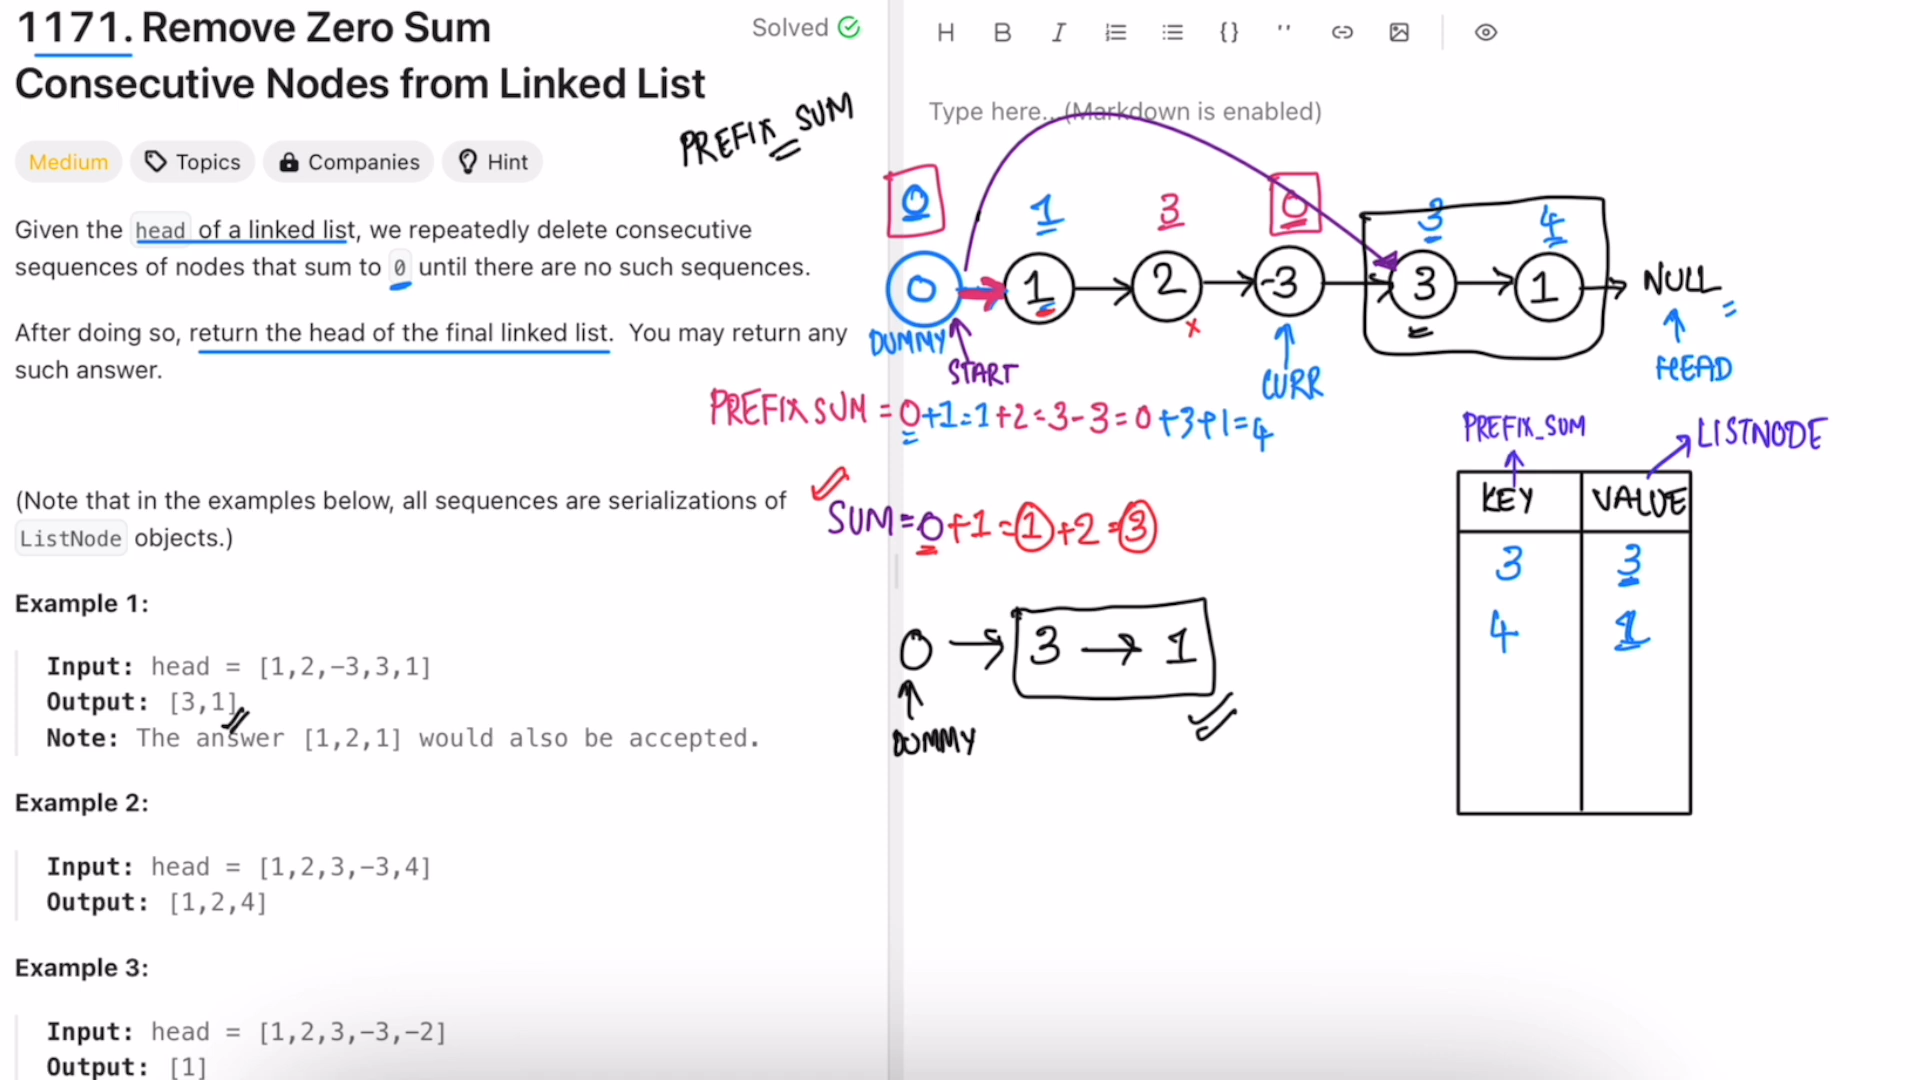 1171. Remove Zero Sum
Consecutive Nodes from Linked List
Solved
Medium Topics Companies Hint
PREFIX_SUM
Given the head of a linked list, we repeatedly delete consecutive
sequences of nodes that sum to 0 until there are no such sequences.
After doing so, return the head of the final linked list. You may return any
such answer.
(Note that in the examples below, all sequences are serializations of
ListNode objects.)
Example 1:
Input: head = [1,2,-3,3,1]
Output: [3,1]
Note: The answer [1,2,1] would also be accepted.
Example 2:
Input: head = [1,2,3,-3,4]
Output: [1,2,4]
Example 3:
Input: head = [1,2,3,-3,-2]
Output: [1]
H B I {} ''
Type here...(Markdown is enabled)
0 1 3 0 3 4
0 → 1 → 2 → -3 → 3 → 1 → NULL
DUMMY
START
CURR
HEAD
PREFIX SUM = 0+1=1+2=3-3=0+3+1=4
SUM=0+1=1+2=3
0 → 3 → 1
DUMMY
PREFIX_SUM
LISTNODE
KEY VALUE
3 3
4 1